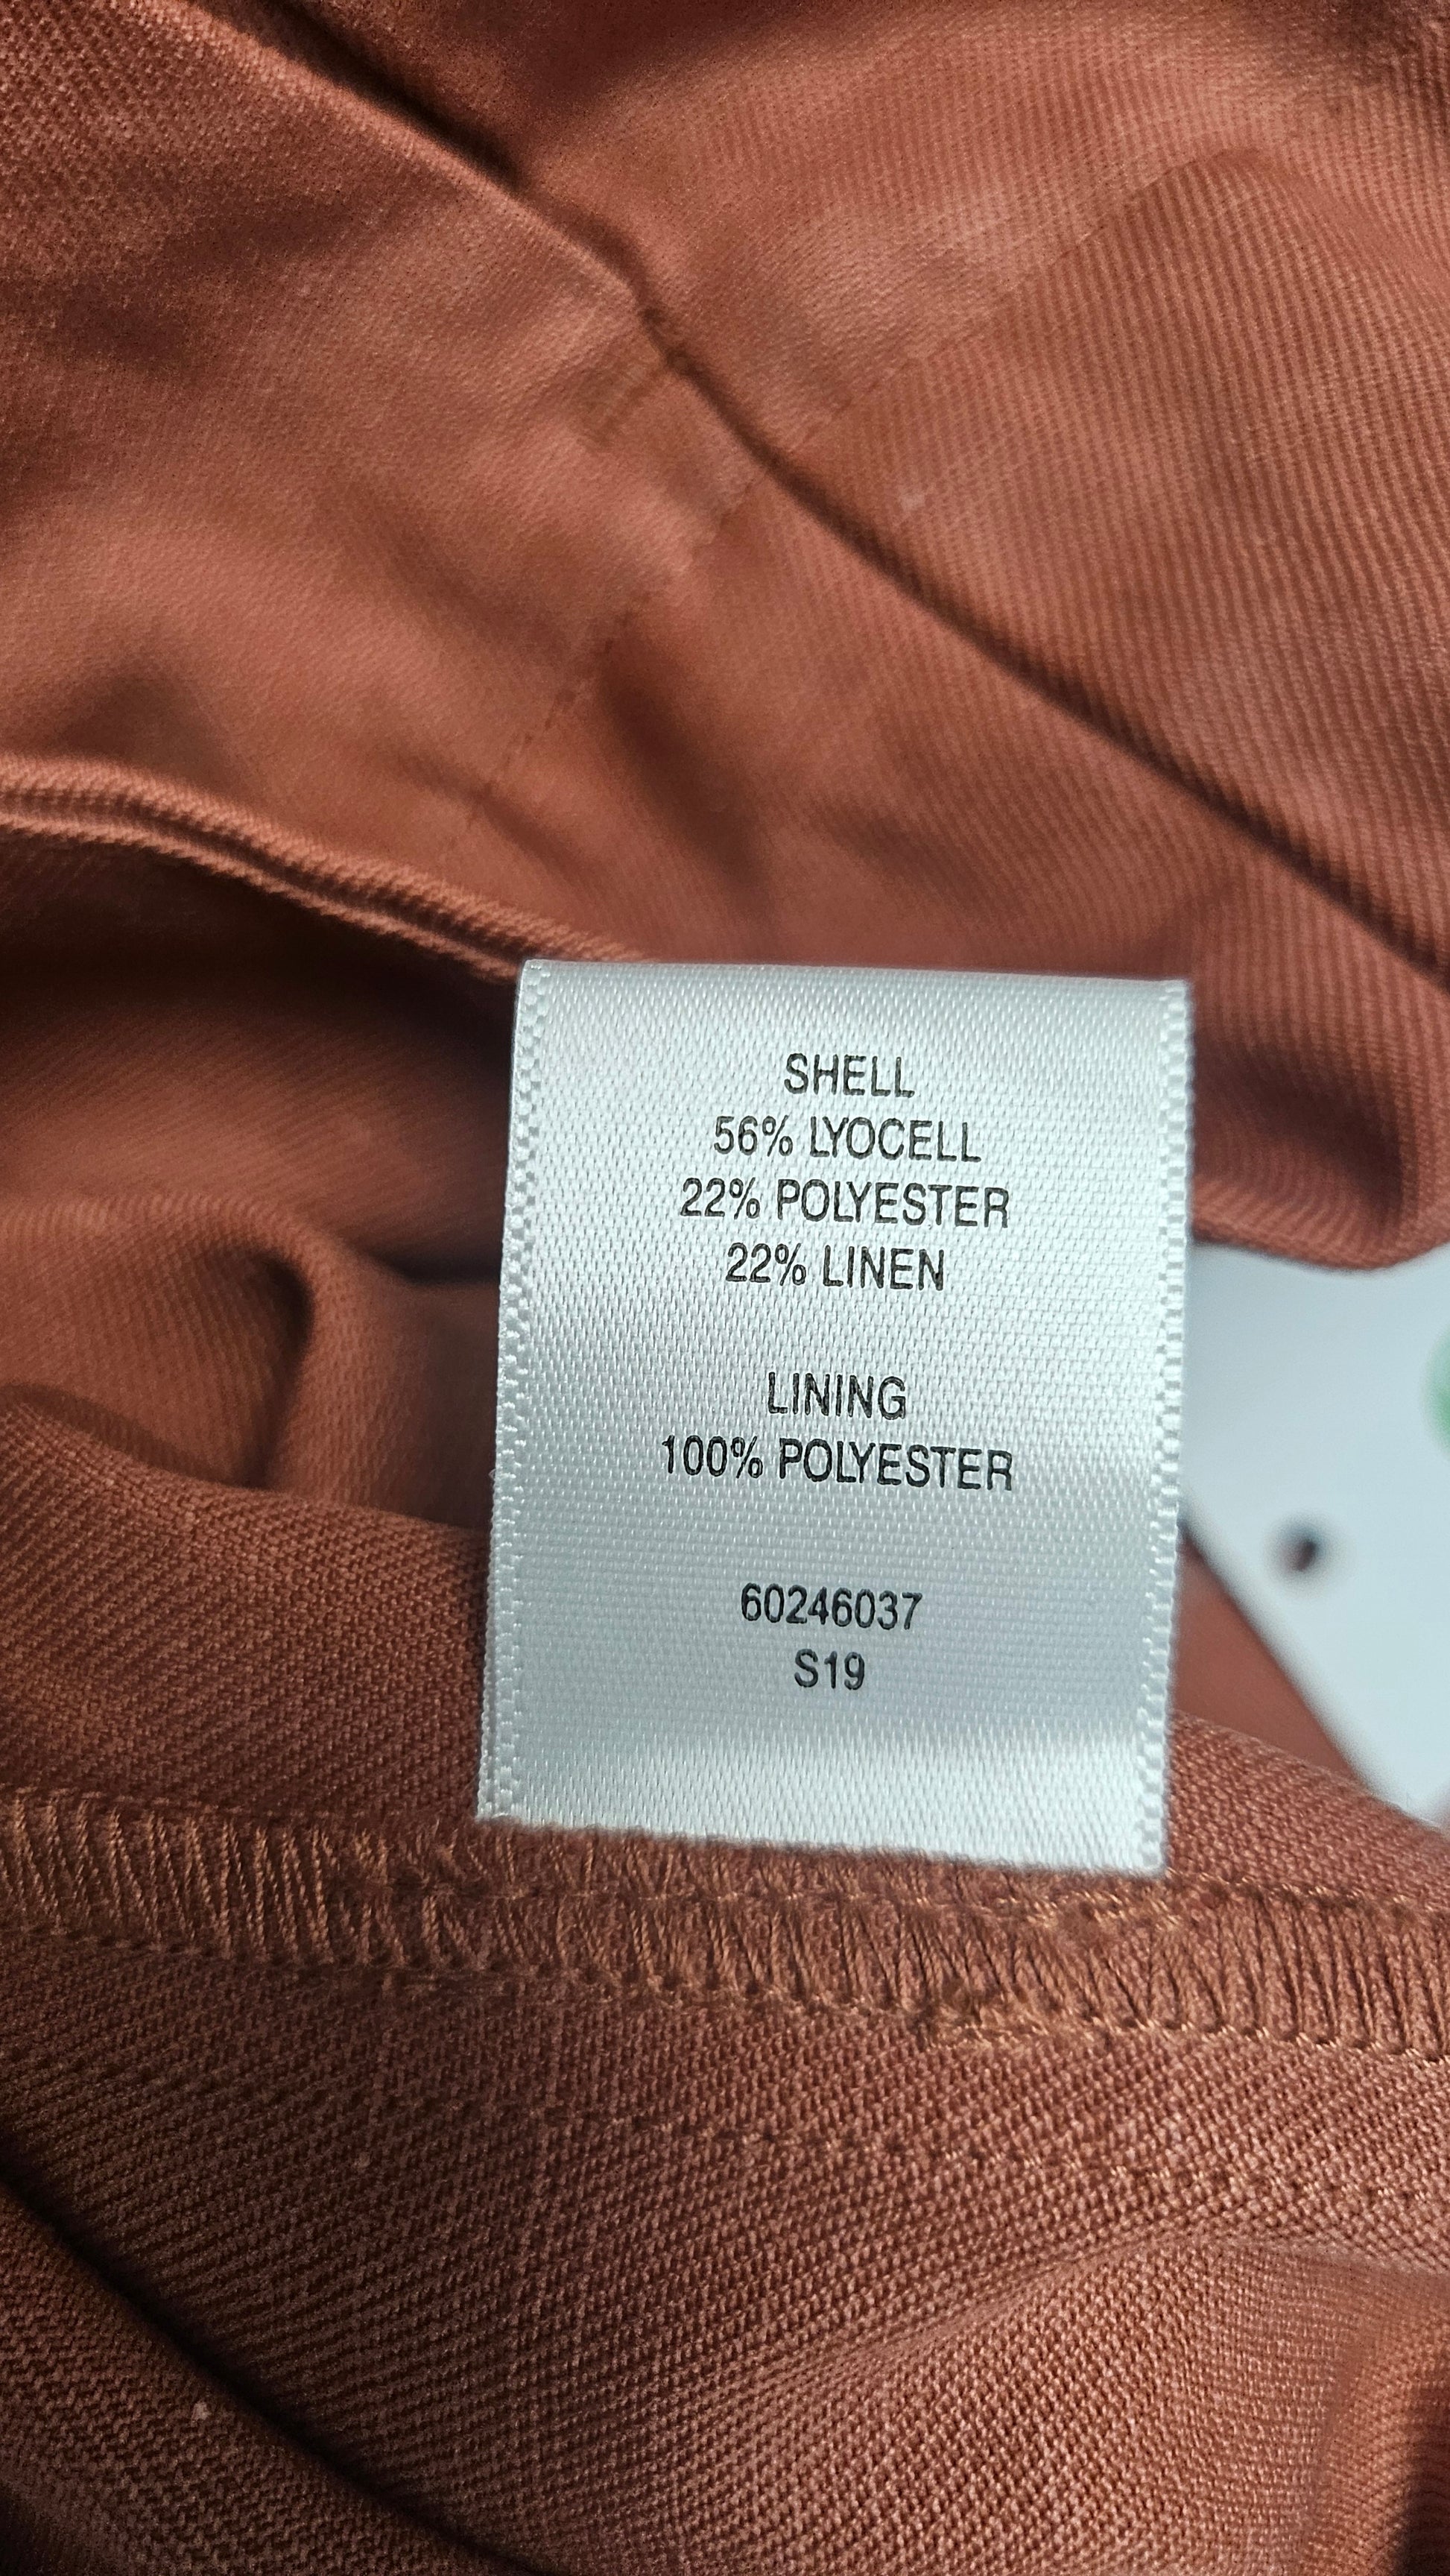 SHELL
56% LYOCELL
22% POLYESTER
22% LINEN
LINING
100% POLYESTER
60246037
S19